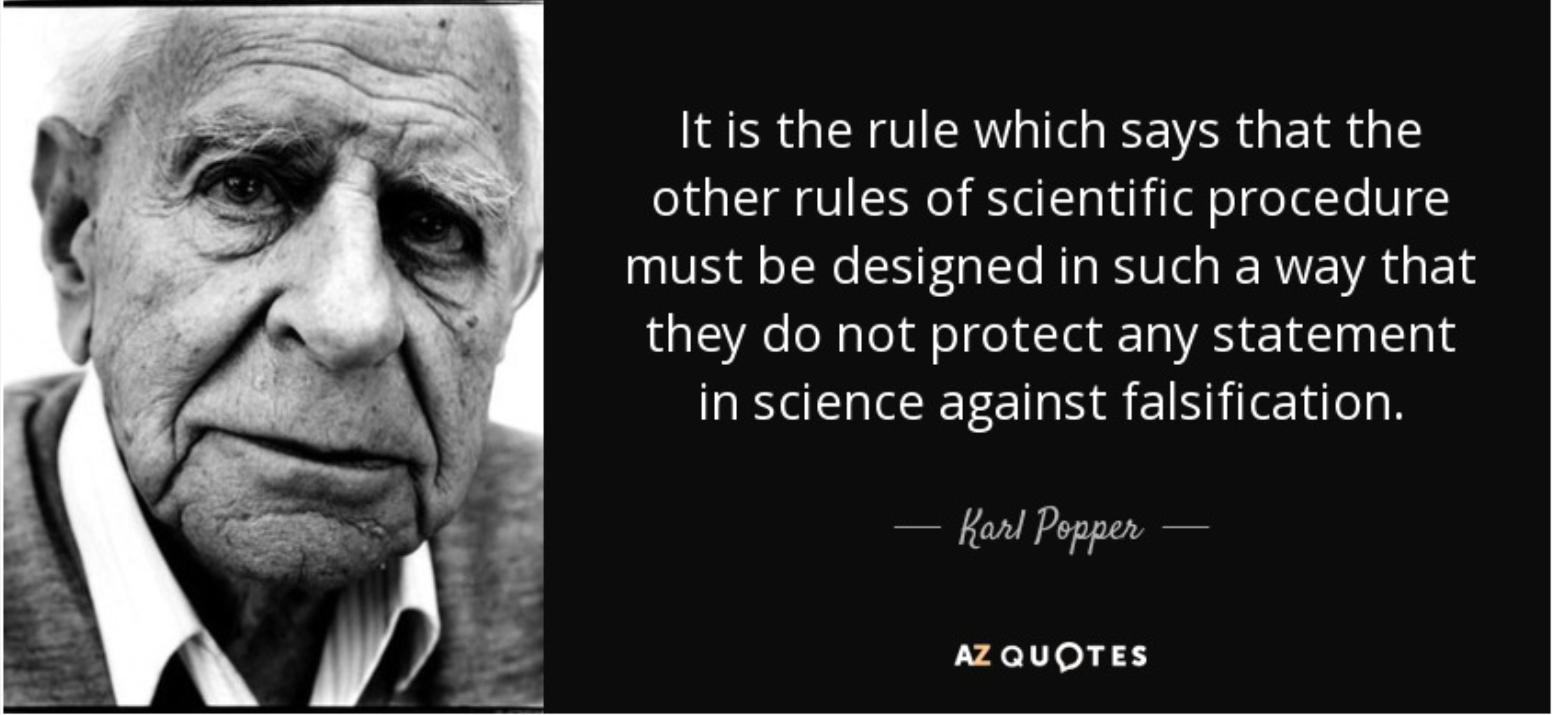 It is the rule which says that the
other rules of scientific procedure
must be designed in such a way that
they do not protect any statement
in science against falsification.
Karl Popper
AZ QUOTES